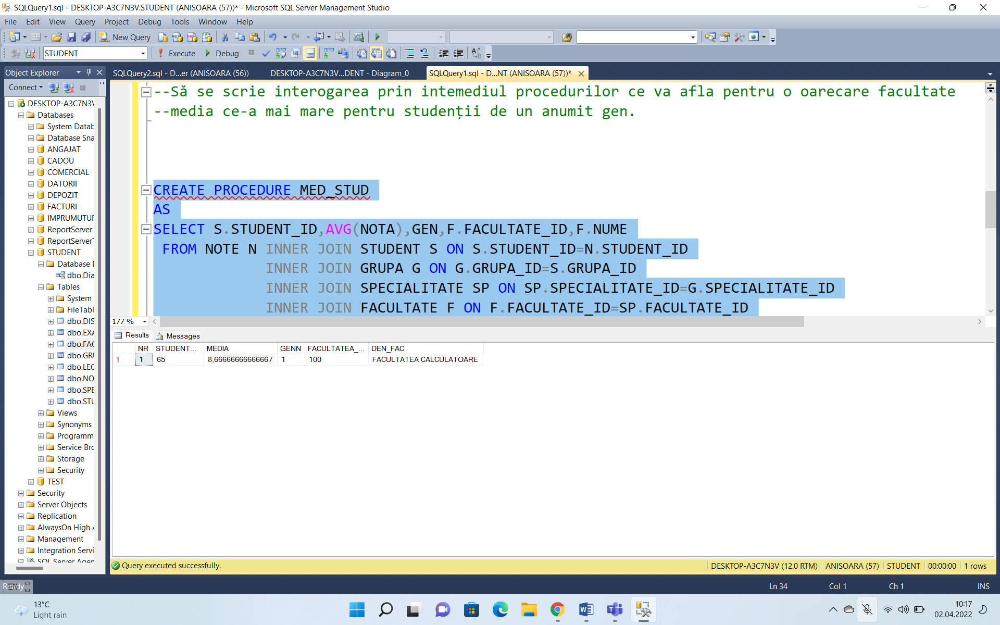 SQLQuery1.sql - DESKTOP-A3C7N3V.STUDENT (ANISOARA (57))* - Microsoft SQL Server Management Studio
File Edit View Query Project Debug Tools Window Help
New Query
STUDENT Execute Debug
Object Explorer
SQLQuery2.sql - D...er (ANISOARA (56)) DESKTOP-A3C7N3V...DENT - Diagram_0 SQLQuery1.sql - D...NT (ANISOARA (57))*
Connect
DESKTOP-A3C7N3V
Databases
System Datab
Database Sna
ANGAJAT
CADOU
COMERCIAL
DATORII
DEPOZIT
FACTURI
IMPRUMUTUR
ReportServer
ReportServerT
STUDENT
Database D
dbo.Dia
Tables
System
FileTabl
dbo.DIS
dbo.EXA
dbo.FAC
dbo.GRU
dbo.LEC
dbo.NO
dbo.SPE
dbo.STU
Views
Synonyms
Programm
Service Bro
Storage
Security
TEST
Security
Server Objects
Replication
AlwaysOn High A
Management
Integration Servi
SQL Server Agen
--Să se scrie interogarea prin intemediul procedurilor ce va afla pentru o oarecare facultate
--media ce-a mai mare pentru studenții de un anumit gen.
CREATE PROCEDURE MED_STUD
AS
SELECT S.STUDENT_ID,AVG(NOTA),GEN,F.FACULTATE_ID,F.NUME
FROM NOTE N INNER JOIN STUDENT S ON S.STUDENT_ID=N.STUDENT_ID
INNER JOIN GRUPA G ON G.GRUPA_ID=S.GRUPA_ID
INNER JOIN SPECIALITATE SP ON SP.SPECIALITATE_ID=G.SPECIALITATE_ID
INNER JOIN FACULTATE F ON F.FACULTATE_ID=SP.FACULTATE_ID
177 %
Results Messages
NR STUDENT... MEDIA GENN FACULTATEA_... DEN_FAC
1 1 65 8,66666666666667 1 100 FACULTATEA CALCULATOARE
Query executed successfully. DESKTOP-A3C7N3V (12.0 RTM) ANISOARA (57) STUDENT 00:00:00 1 rows
Ready Ln 34 Col 1 Ch 1 INS
13°C
Light rain
10:17
02.04.2022